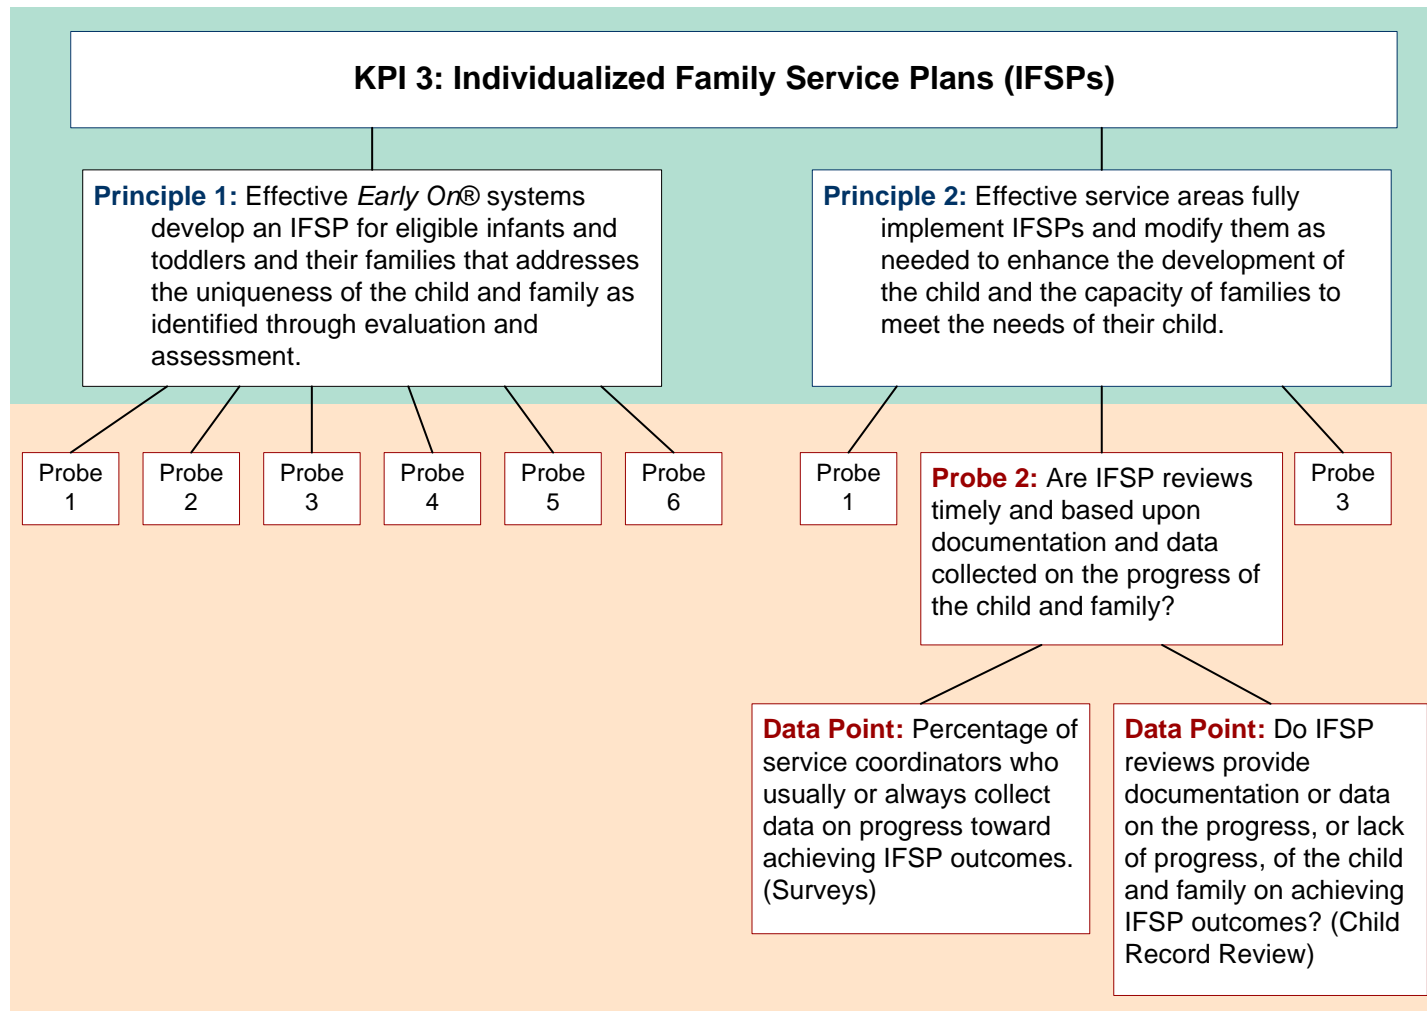 KPI 3: Individualized Family Service Plans (IFSPs)
Principle 1: Effective Early On® systems
develop an IFSP for eligible infants and
toddlers and their families that addresses
the uniqueness of the child and family as
identified through evaluation and
assessment.
Principle 2: Effective service areas fully
implement IFSPs and modify them as
needed to enhance the development of
the child and the capacity of families to
meet the needs of their child.
Probe
1
Probe
2
Probe
3
Probe
4
Probe
5
Probe
6
Probe
1
Probe 2: Are IFSP reviews
timely and based upon
documentation and data
collected on the progress of
the child and family?
Probe
3
Data Point: Percentage of
service coordinators who
usually or always collect
data on progress toward
achieving IFSP outcomes.
(Surveys)
Data Point: Do IFSP
reviews provide
documentation or data
on the progress, or lack
of progress, of the child
and family on achieving
IFSP outcomes? (Child
Record Review)